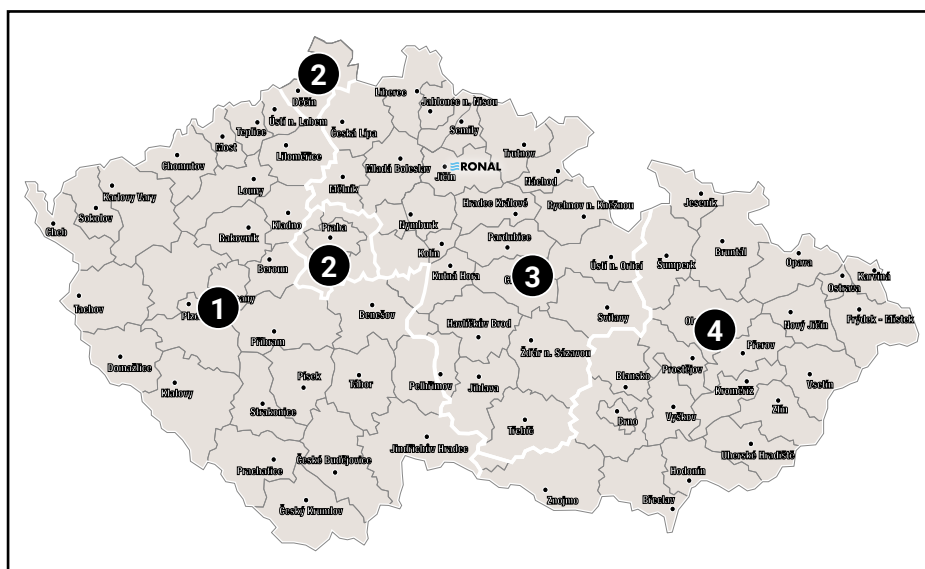 2
Děčín
Liberec
Jablonec n. Nisou
Ústí n. Labem
Teplice
Česká Lípa
Semily
Most
Litoměřice
Trutnov
Chomutov
Mladá Boleslav
Jičín
RONAL
Náchod
Karlovy Vary
Louny
Mělník
Hradec Králové
Rychnov n. Kněžnou
Jeseník
Sokolov
Kladno
Praha
Nymburk
Cheb
Rakovník
Pardubice
Kolín
Bruntál
Beroun
2
Kutná Hora
3
Ústí n. Orlicí
Šumperk
Opava
Karviná
Ostrava
Tachov
1
Benešov
Havlíčkův Brod
Svitavy
4
Nový Jičín
Frýdek - Místek
Příbram
Žďár n. Sázavou
Přerov
Domažlice
Klatovy
Písek
Tábor
Pelhřimov
Jihlava
Blansko
Prostějov
Kroměříž
Vsetín
Strakonice
Třebíč
Brno
Vyškov
Zlín
Jindřichův Hradec
Prachatice
České Budějovice
Uherské Hradiště
Hodonín
Znojmo
Břeclav
Český Krumlov